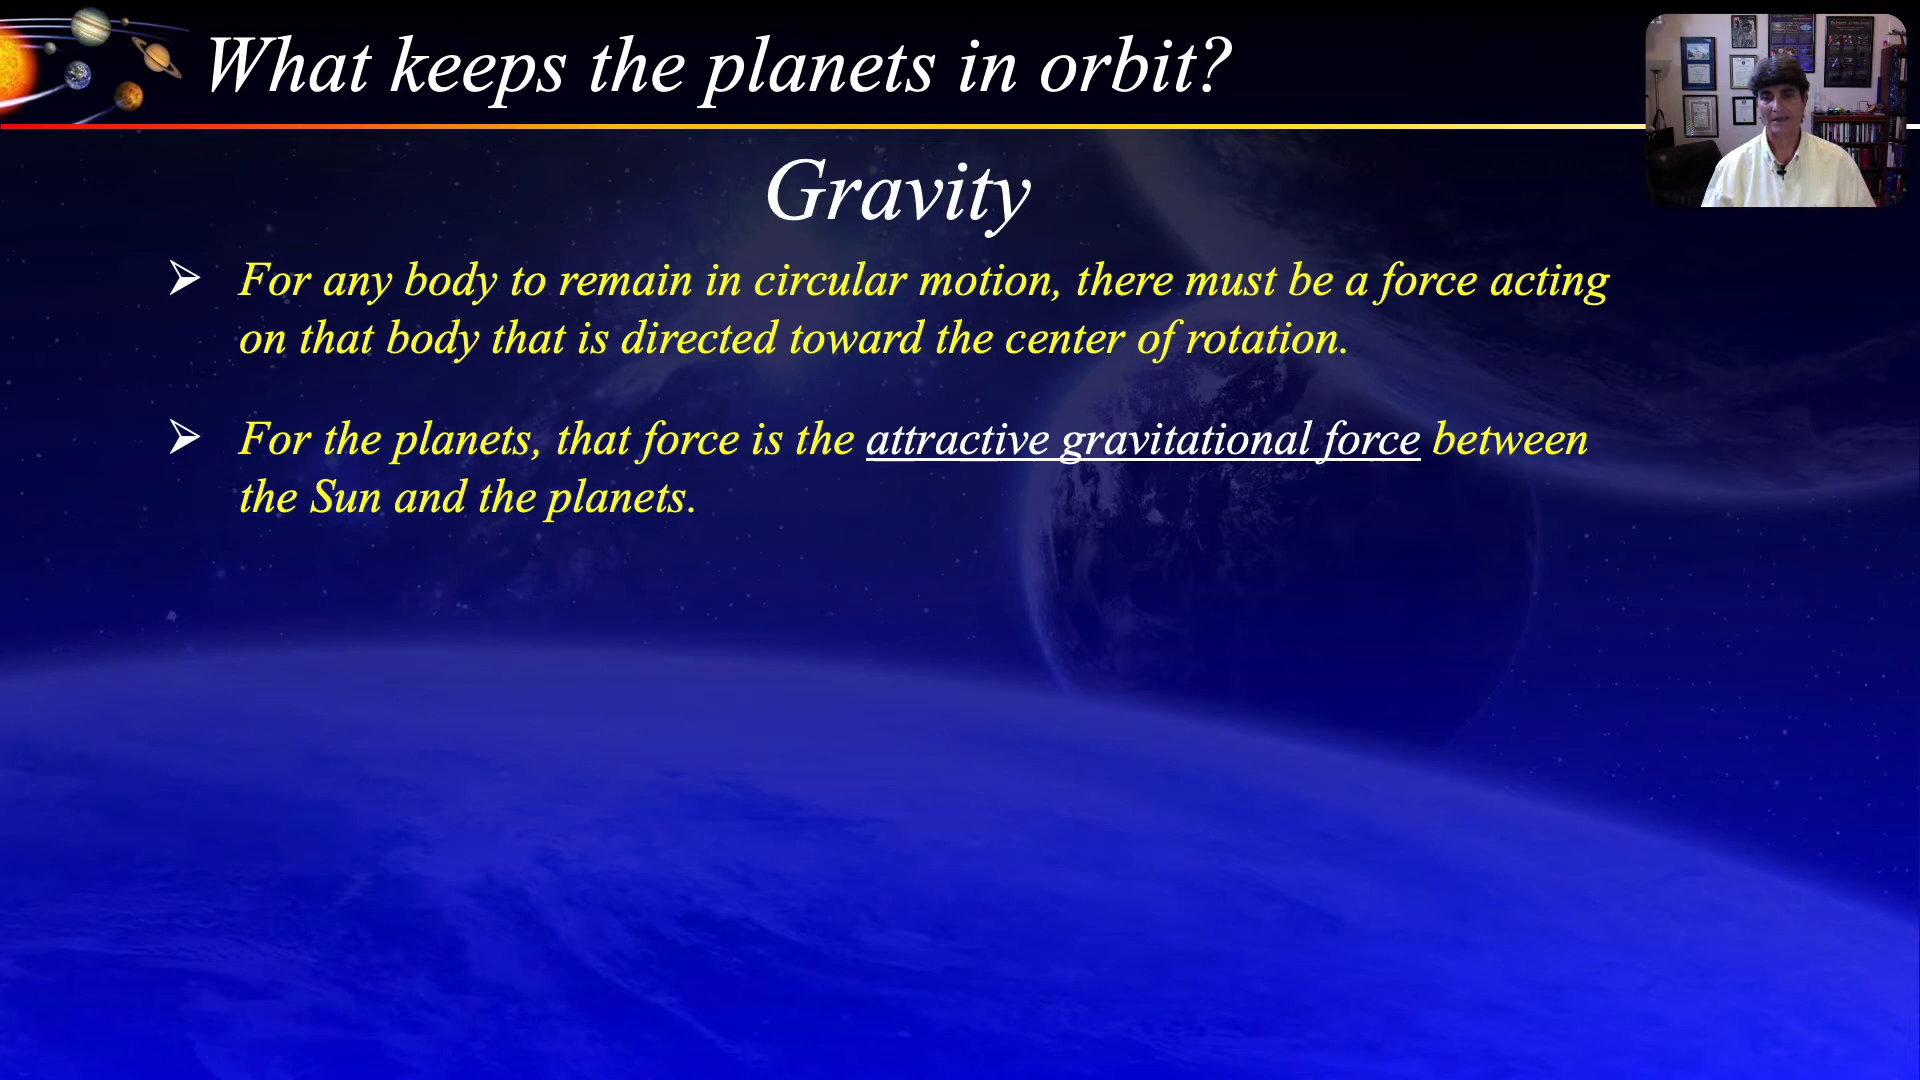 What keeps the planets in orbit?
Gravity
➢ For any body to remain in circular motion, there must be a force acting
on that body that is directed toward the center of rotation.
➢ For the planets, that force is the attractive gravitational force between
the Sun and the planets.